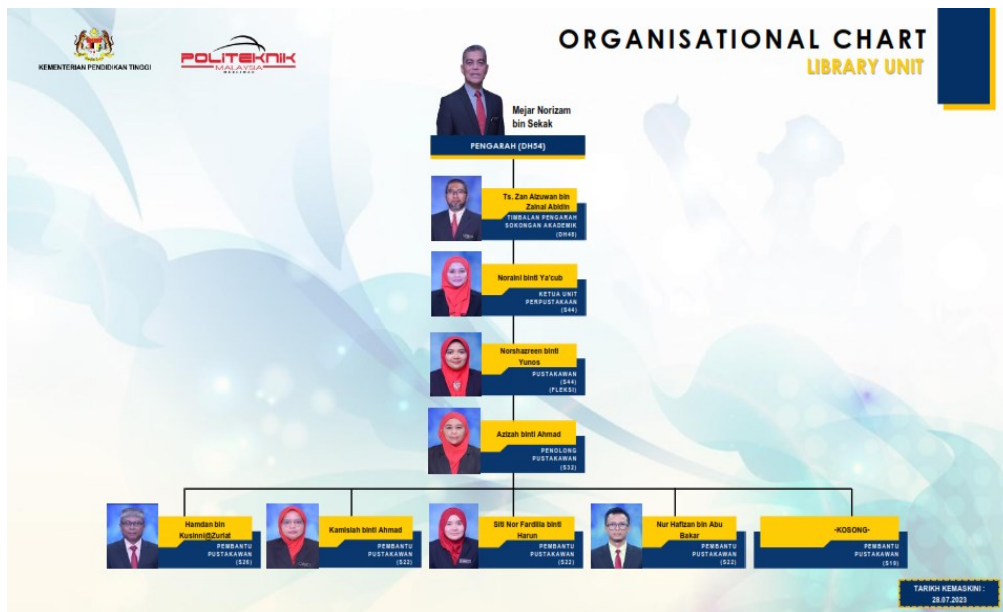 ORGANISATIONAL CHART
LIBRARY UNIT
KEMENTERIAN PENDIDIKAN TINGGI
POLITEKNIK
MALAYSIA
Mejar Norizam
bin Sekak
PENGARAH (DH54)
Ts. Zan Aizuwan bin
Zainal Abidin
TIMBALAN PENGARAH
SOKONGAN AKADEMIK
(DH48)
Noraini binti Ya'cub
KETUA UNIT
PERPUSTAKAAN
(S44)
Norshazreen binti
Yunos
PUSTAKAWAN
(S44)
(FLEKSI)
Azizah binti Ahmad
PENOLONG
PUSTAKAWAN
(S32)
Hamdan bin
Kusinni@Zuriat
PEMBANTU
PUSTAKAWAN
(S26)
Kamisiah binti Ahmad
PEMBANTU
PUSTAKAWAN
(S22)
Siti Nor Fardilla binti
Harun
PEMBANTU
PUSTAKAWAN
(S22)
Nur Hafizan bin Abu
Bakar
PEMBANTU
PUSTAKAWAN
(S22)
-KOSONG-
PEMBANTU
PUSTAKAWAN
(S19)
TARIKH KEMASKINI :
28.07.2023